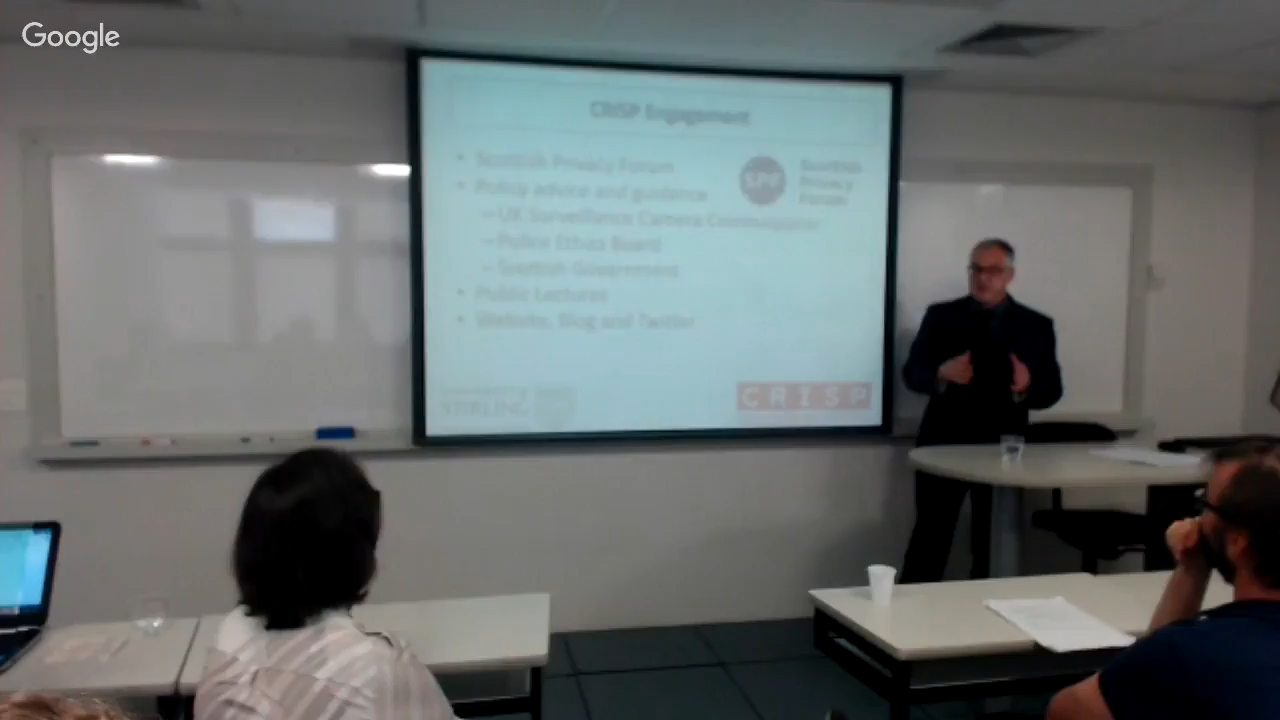 Google
CRISP Engagement
• Scottish Privacy Forum
• Policy advice and guidance
–UK Surveillance Camera Commissioner
–Police Ethics Board
–Scottish Government
• Public Lectures
• Website, Blog and Twitter
SPF
Scottish
Privacy
Forum
STIRLING
CRISP